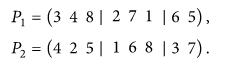 P₁ = (3 4 8 | 2 7 1 | 6 5),
P₂ = (4 2 5 | 1 6 8 | 3 7).